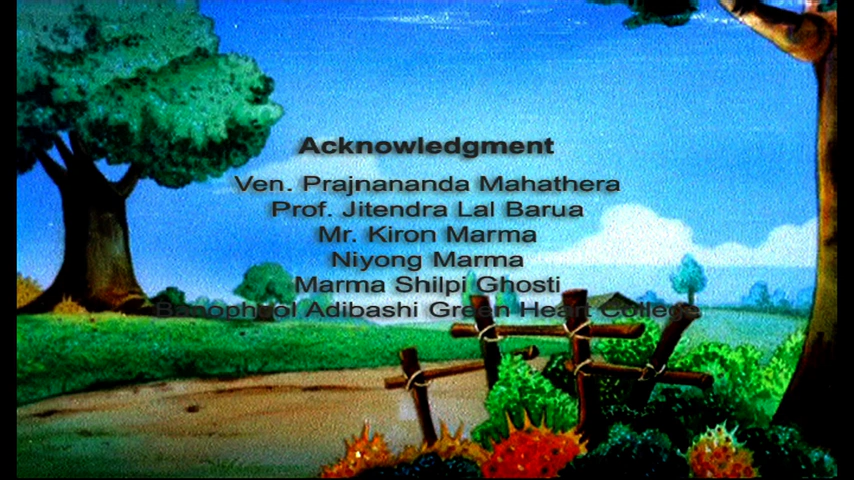 Acknowledgment
Ven. Prajnananda Mahathera
Prof. Jitendra Lal Barua
Mr. Kiron Marma
Niyong Marma
Marma Shilpi Ghosti
Banophool Adibashi Green Heart College